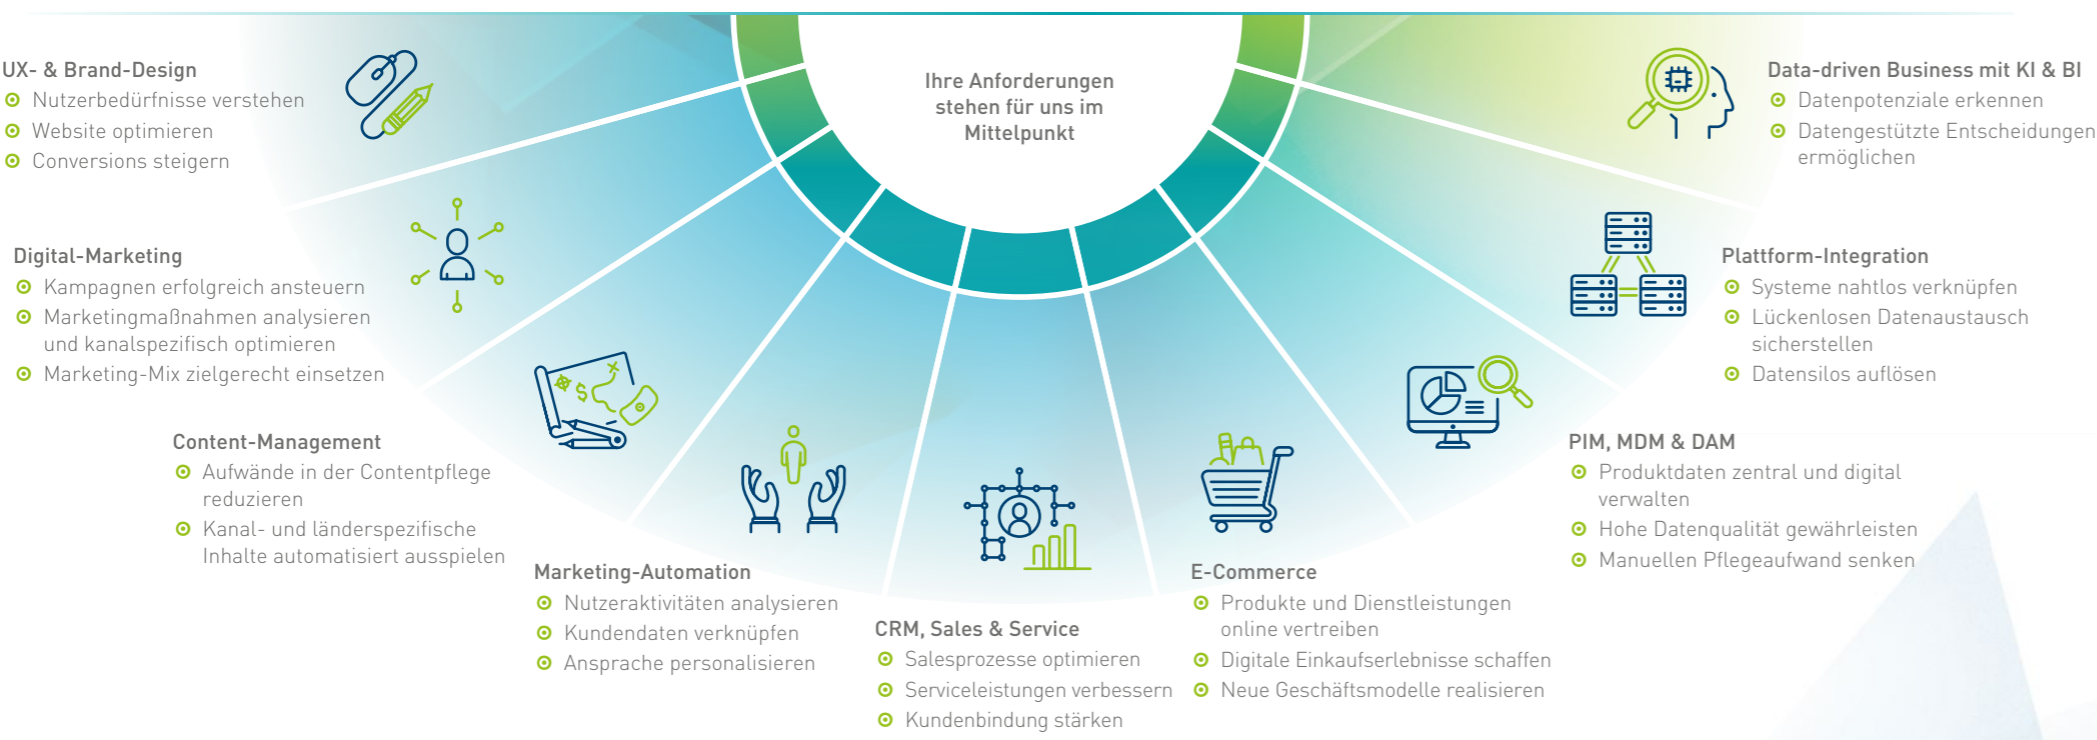 Ihre Anforderungen
stehen für uns im
Mittelpunkt
UX- & Brand-Design
Nutzerbedürfnisse verstehen
Website optimieren
Conversions steigern
Digital-Marketing
Kampagnen erfolgreich ansteuern
Marketingmaßnahmen analysieren
und kanalspezifisch optimieren
Marketing-Mix zielgerecht einsetzen
Content-Management
Aufwände in der Contentpflege
reduzieren
Kanal- und länderspezifische
Inhalte automatisiert ausspielen
Marketing-Automation
Nutzeraktivitäten analysieren
Kundendaten verknüpfen
Ansprache personalisieren
CRM, Sales & Service
Salesprozesse optimieren
Serviceleistungen verbessern
Kundenbindung stärken
E-Commerce
Produkte und Dienstleistungen
online vertreiben
Digitale Einkaufserlebnisse schaffen
Neue Geschäftsmodelle realisieren
PIM, MDM & DAM
Produktdaten zentral und digital
verwalten
Hohe Datenqualität gewährleisten
Manuellen Pflegeaufwand senken
Plattform-Integration
Systeme nahtlos verknüpfen
Lückenlosen Datenaustausch
sicherstellen
Datensilos auflösen
Data-driven Business mit KI & BI
Datenpotenziale erkennen
Datengestützte Entscheidungen
ermöglichen